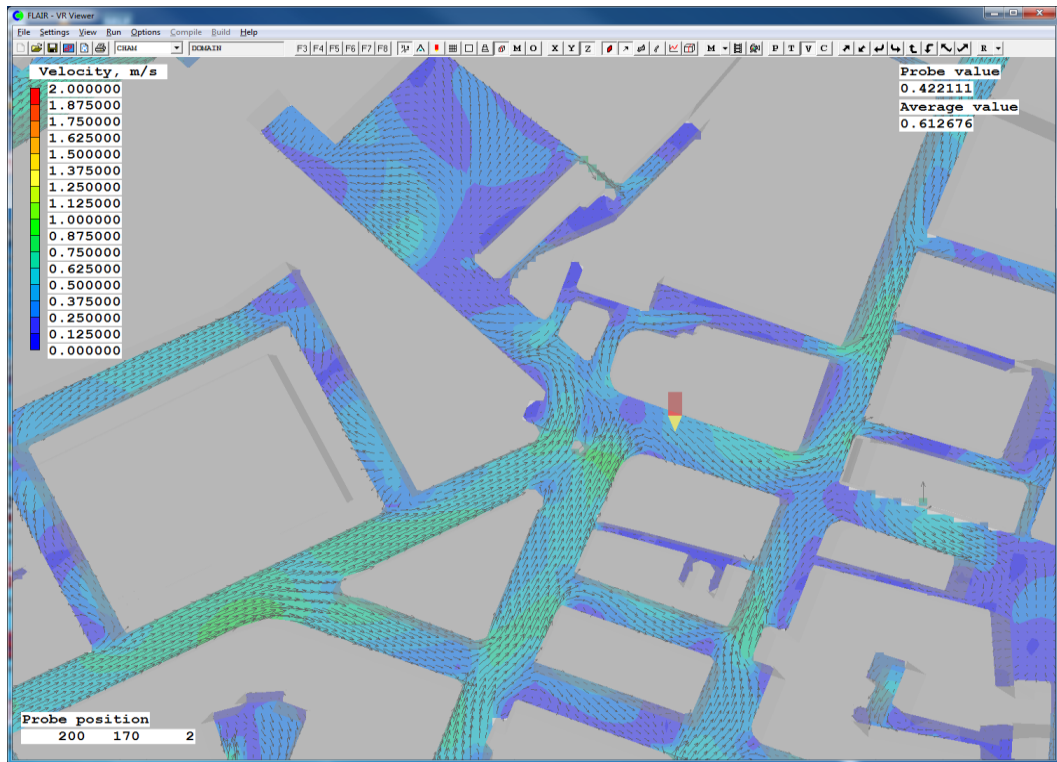 FLAIR - VR Viewer
File Settings View Run Options Compile Build Help
CHAM DOMAIN F3 F4 F5 F6 F7 F8 M O X Y Z M P T V C R
Velocity, m/s
2.000000
1.875000
1.750000
1.625000
1.500000
1.375000
1.250000
1.125000
1.000000
0.875000
0.750000
0.625000
0.500000
0.375000
0.250000
0.125000
0.000000
Probe value
0.422111
Average value
0.612676
Probe position
200 170 2